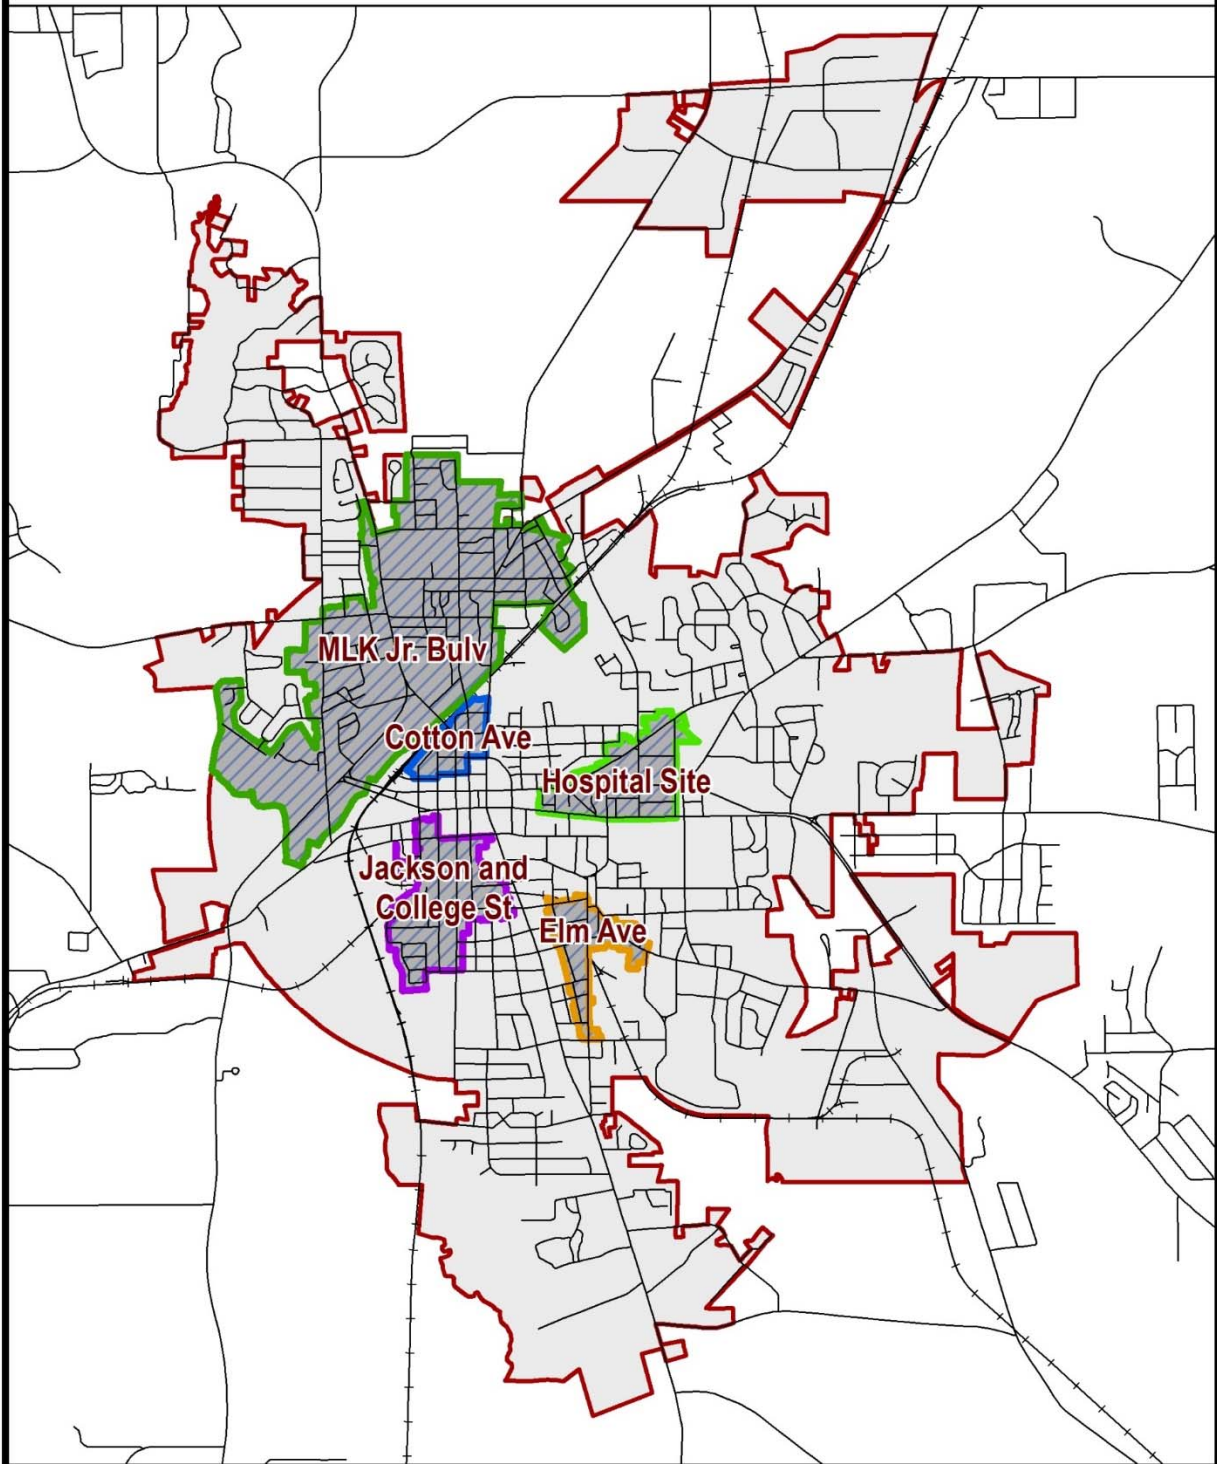 MLK Jr. Bulv
Cotton Ave
Hospital Site
Jackson and
College St
Elm Ave